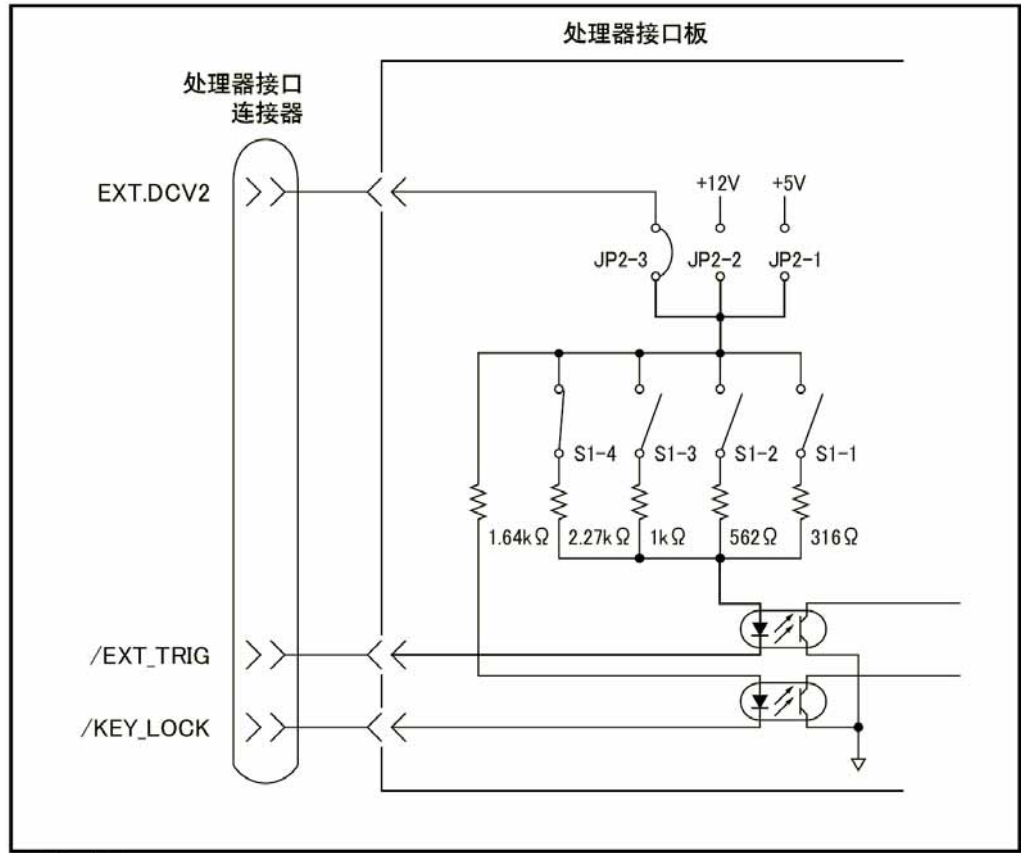 处理器接口板
处理器接口
连接器
EXT.DCV2
+12V
+5V
JP2-3
JP2-2
JP2-1
S1-4
S1-3
S1-2
S1-1
1.64kΩ
2.27kΩ
1kΩ
562Ω
316Ω
/EXT_TRIG
/KEY_LOCK